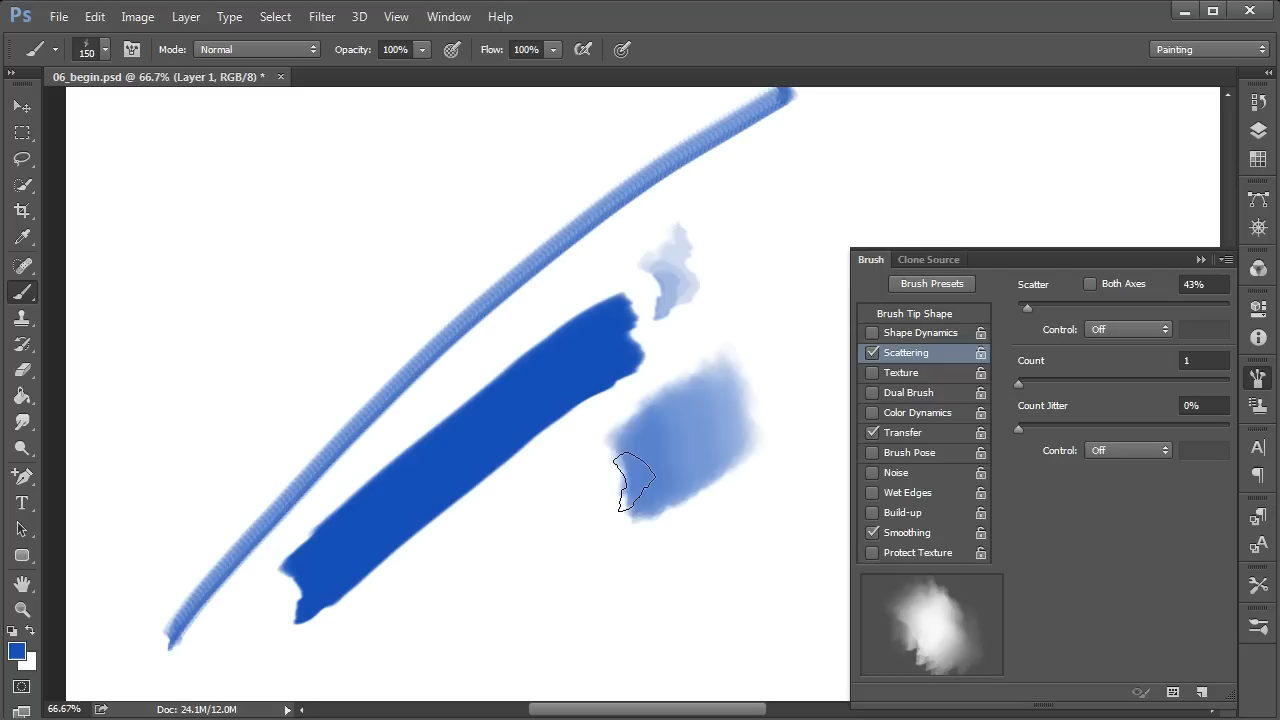 Ps File Edit Image Layer Type Select Filter 3D View Window Help
150 Mode: Normal Opacity: 100% Flow: 100% Painting
06_begin.psd @ 66.7% (Layer 1, RGB/8) *
Brush Clone Source
Brush Presets
Brush Tip Shape
Shape Dynamics
Scattering
Texture
Dual Brush
Color Dynamics
Transfer
Brush Pose
Noise
Wet Edges
Build-up
Smoothing
Protect Texture
Scatter Both Axes 43%
Control: Off
Count 1
Count Jitter 0%
Control: Off
66.67% Doc: 24.1M/12.0M